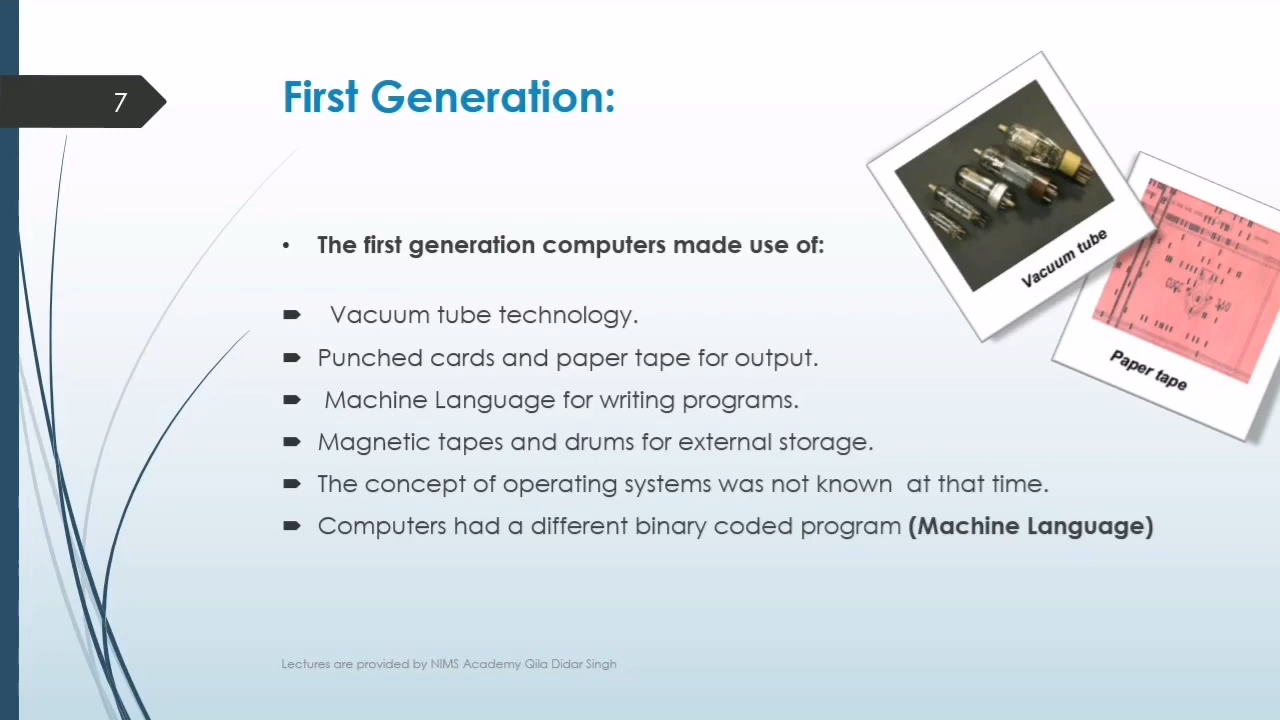 7
First Generation:
• The first generation computers made use of:
Vacuum tube technology.
Punched cards and paper tape for output.
Machine Language for writing programs.
Magnetic tapes and drums for external storage.
The concept of operating systems was not known at that time.
Computers had a different binary coded program (Machine Language)
Vacuum tube
Paper tape
Lectures are provided by NIMS Academy Qila Didar Singh